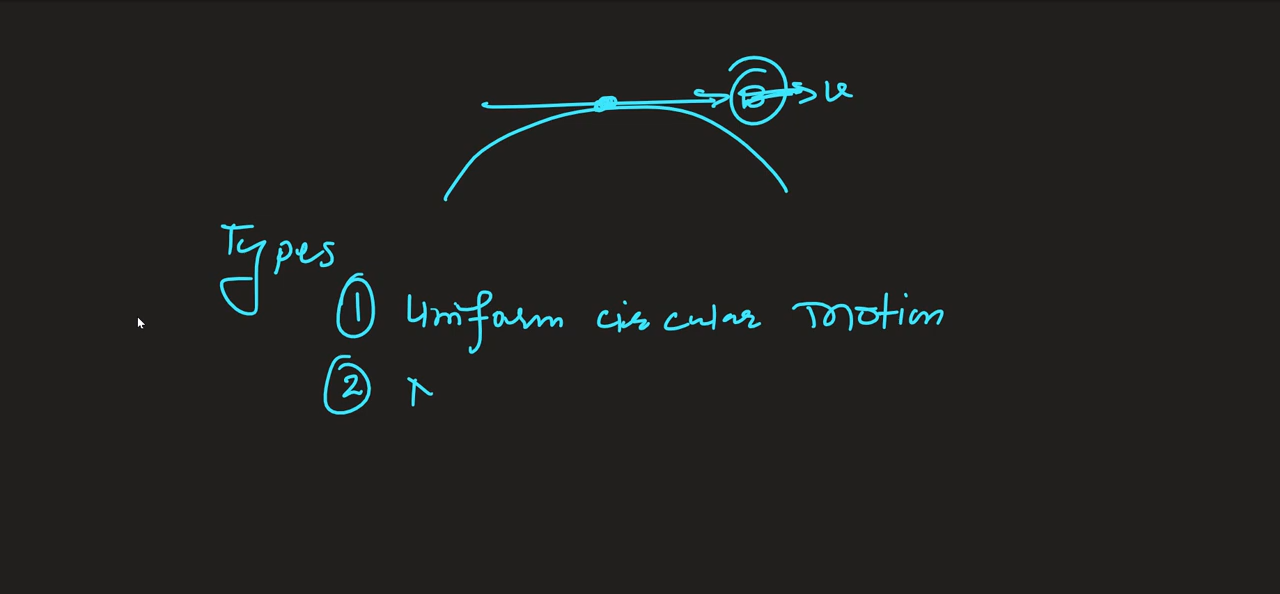 v
Types
① Uniform circular motion
② N